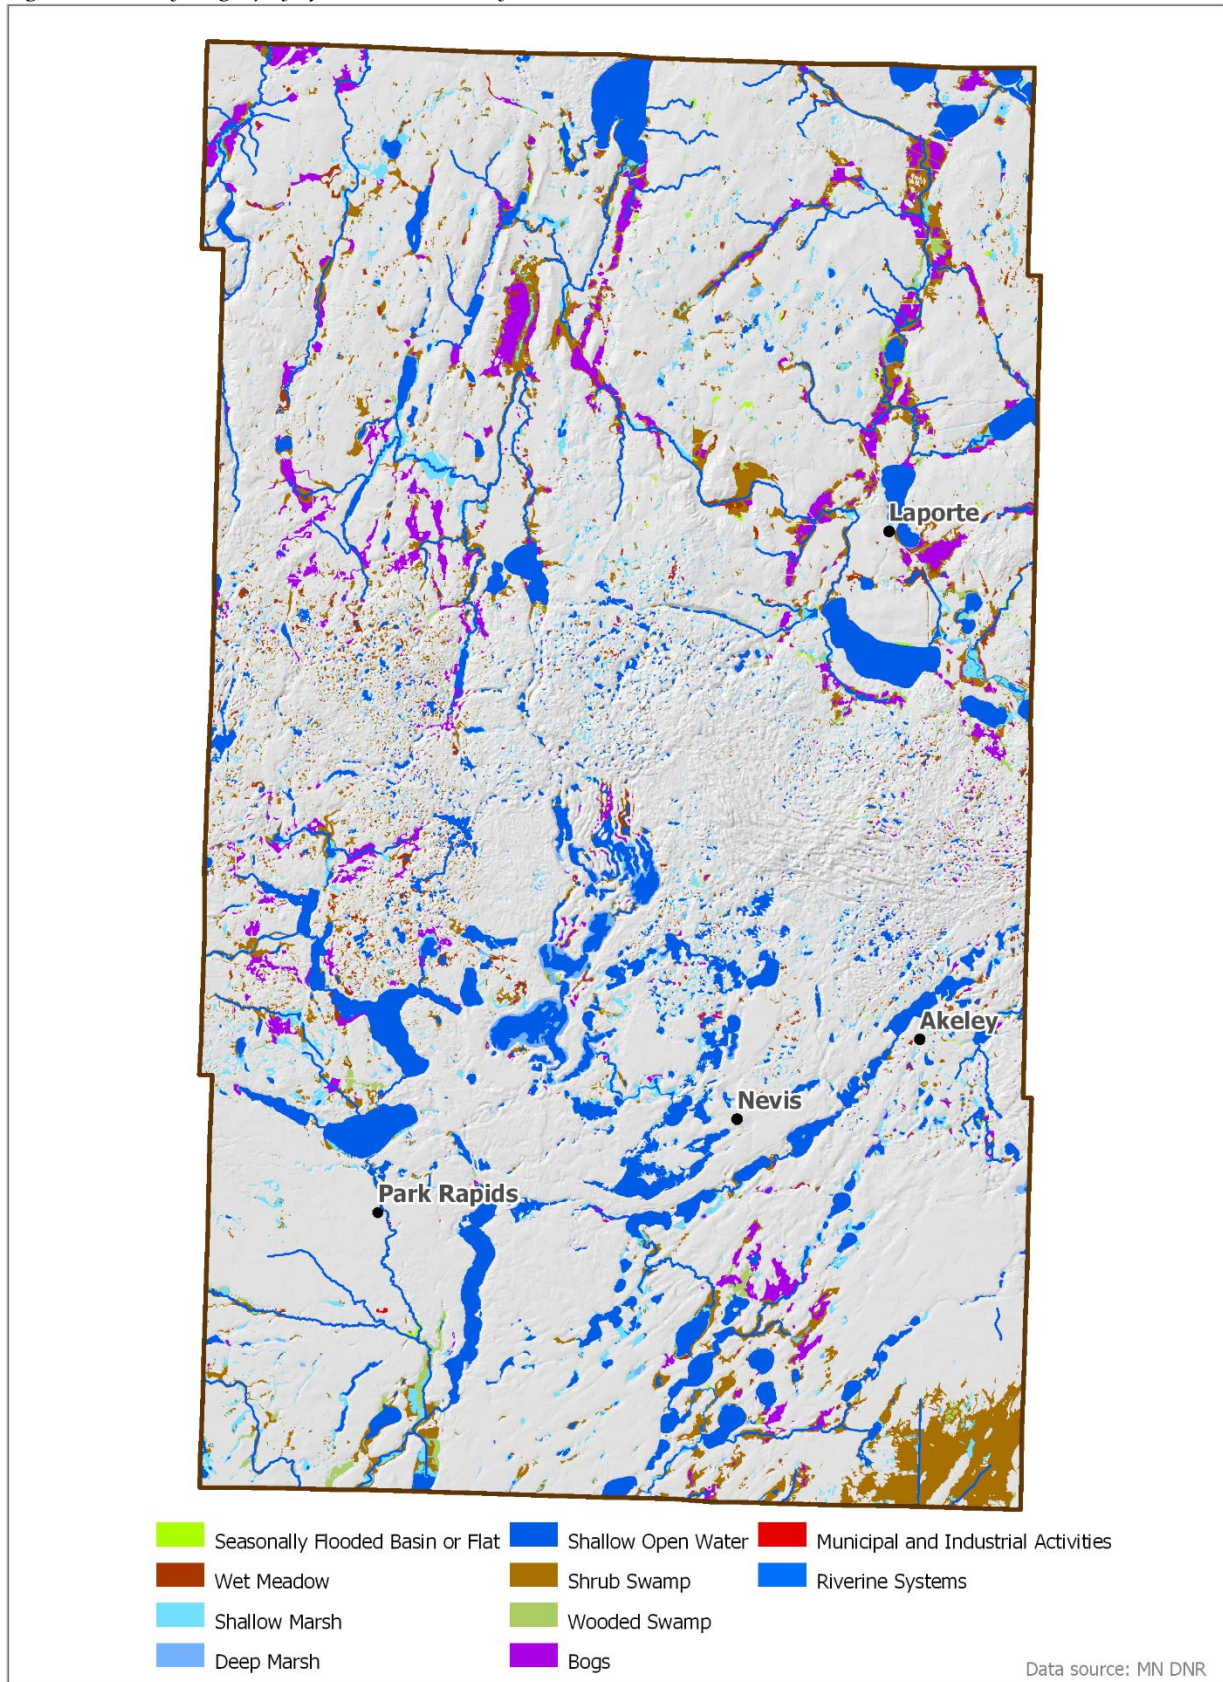 Laporte
Akeley
Nevis
Park Rapids
Seasonally Flooded Basin or Flat
Shallow Open Water
Municipal and Industrial Activities
Wet Meadow
Shrub Swamp
Riverine Systems
Shallow Marsh
Wooded Swamp
Deep Marsh
Bogs
Data source: MN DNR